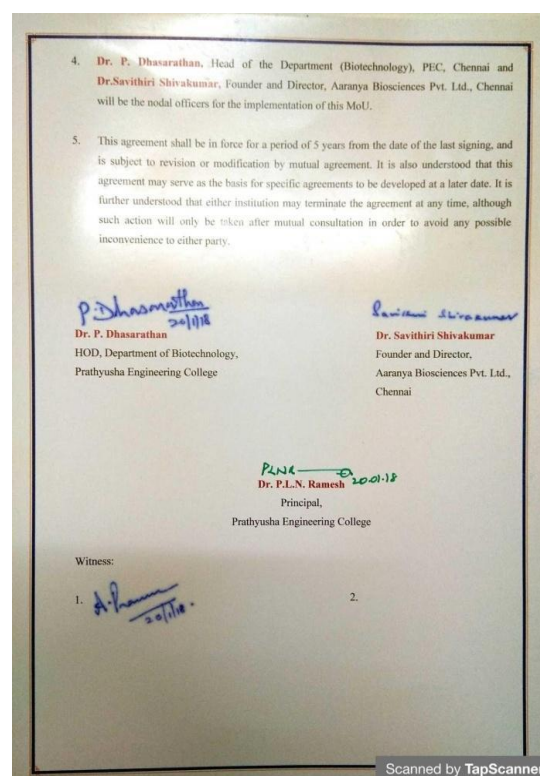 4. Dr. P. Dhasarathan, Head of the Department (Biotechnology), PEC, Chennai and
Dr.Savithiri Shivakumar, Founder and Director, Aaranya Biosciences Pvt. Ltd., Chennai
will be the nodal officers for the implementation of this MoU.
5. This agreement shall be in force for a period of 5 years from the date of the last signing, and
is subject to revision or modification by mutual agreement. It is also understood that this
agreement may serve as the basis for specific agreements to be developed at a later date. It is
further understood that either institution may terminate the agreement at any time, although
such action will only be taken after mutual consultation in order to avoid any possible
inconvenience to either party.
P. Dhasarathan
20/1/18
Savithiri Shivakumar
Dr. P. Dhasarathan
HOD, Department of Biotechnology,
Prathyusha Engineering College
Dr. Savithiri Shivakumar
Founder and Director,
Aaranya Biosciences Pvt. Ltd.,
Chennai
PLNR 20.01.18
Dr. P.L.N. Ramesh
Principal,
Prathyusha Engineering College
Witness:
1. 20/1/18. 2.
Scanned by TapScanner